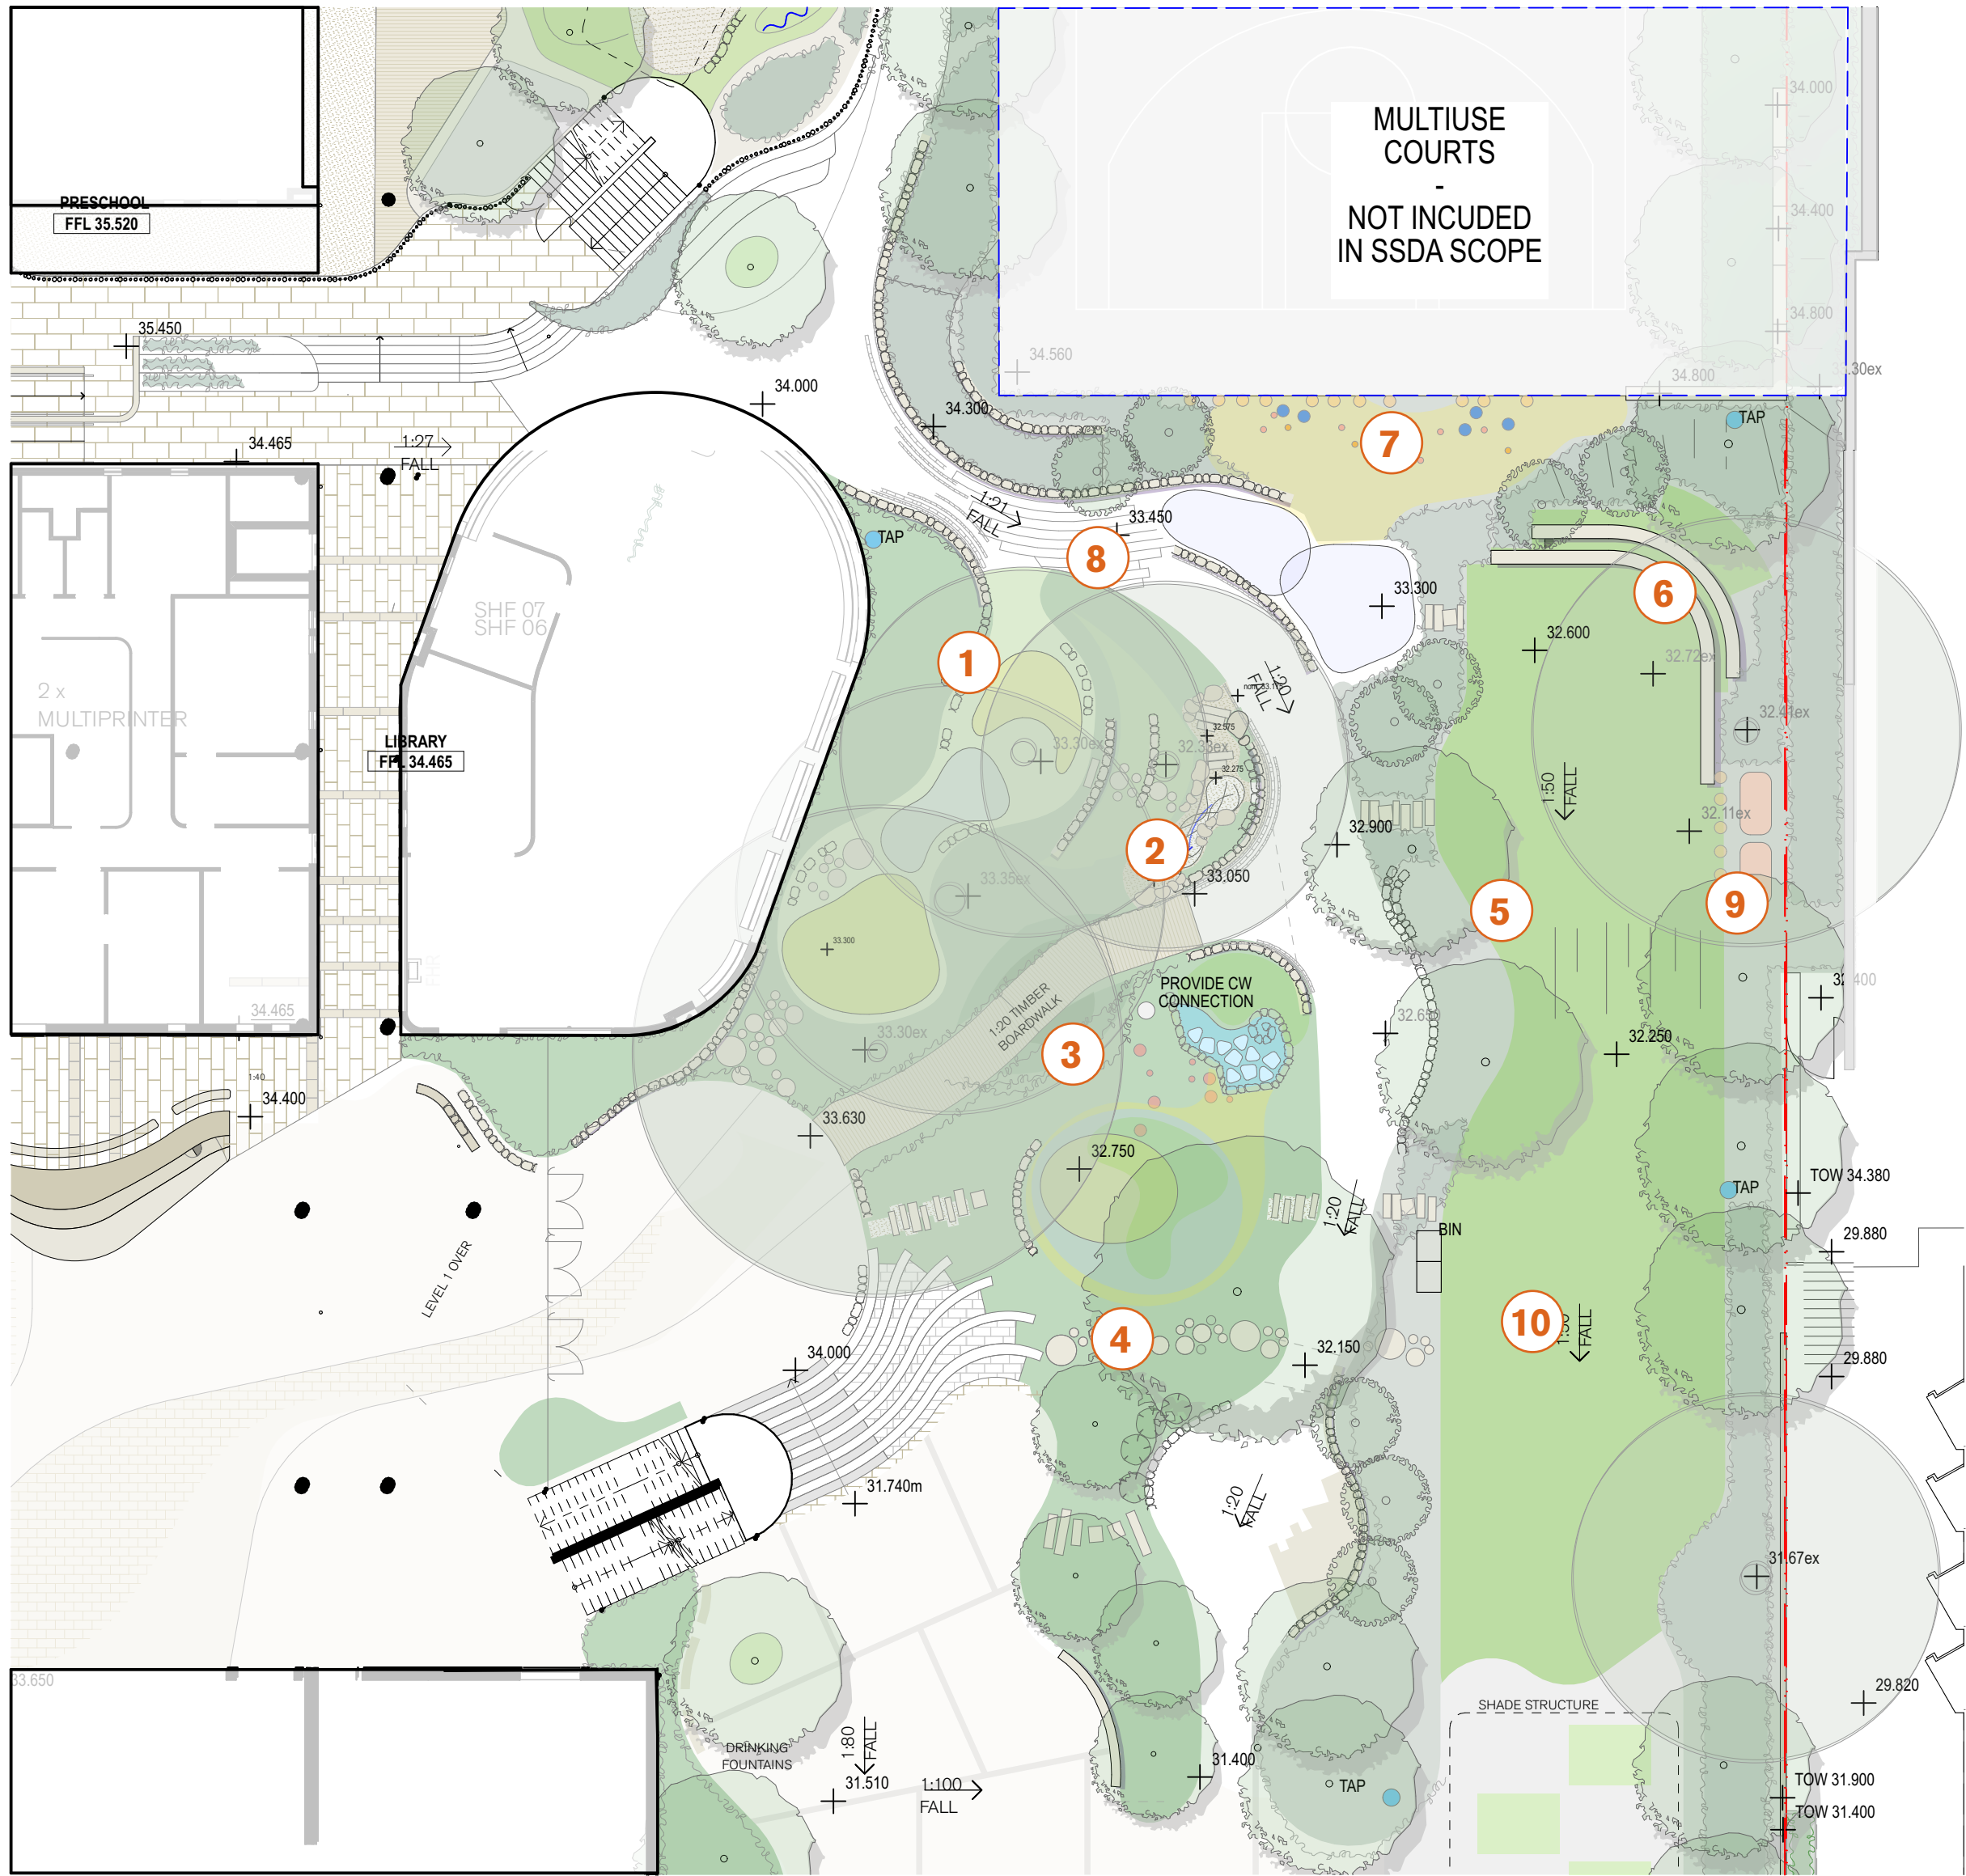 34.000
MULTIUSE
COURTS
-
NOT INCUDED
IN SSDA SCOPE
PRESCHOOL
FFL 35.520
34.400
35.450
34.800
34.560
34.800
34.000
34.300
34.465
1:27
FALL
7
TAP
1:21
FALL
33.450
TAP
8
33.300
6
SHF 07
SHF 06
32.600
32.72ex
1
1:20
FALL
2 x
MULTIPRINTER
32.41ex
32.575
LIBRARY
FFL 34.465
33.30ex
32.33ex
32.275
1:50
FALL
32.11ex
32.900
2
33.050
33.35ex
5
9
33.300
PROVIDE CW
CONNECTION
34.465
1:20 TIMBER
BOARDWALK
33.30ex
3
32.250
1:40
34.400
33.630
32.750
TOW 34.380
TAP
1:20
FALL
BIN
29.880
LEVEL 1 OVER
10
FALL
4
34.000
32.150
29.880
31.740m
1:20
FALL
31.67ex
33.650
29.820
SHADE STRUCTURE
DRINKING
FOUNTAINS
1:80
FALL
31.400
31.510
1:100
FALL
TAP
TOW 31.900
TOW 31.400